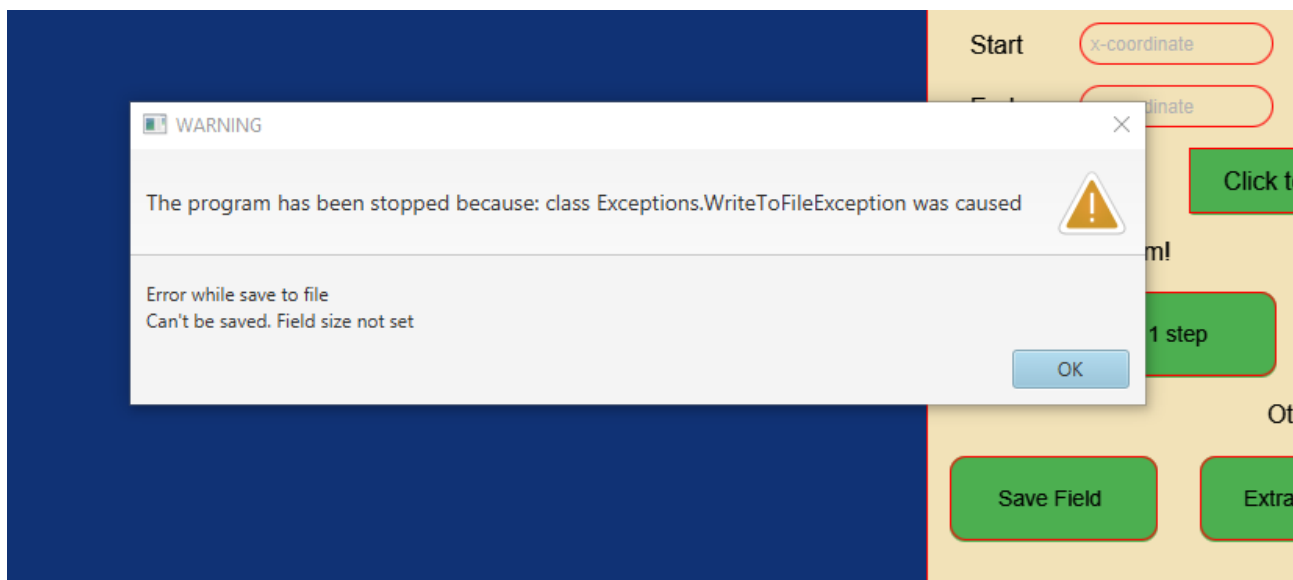 Start x-coordinate
WARNING
dinate
The program has been stopped because: class Exceptions.WriteToFileException was caused
Click t
m!
Error while save to file
Can't be saved. Field size not set
1 step
OK
Ot
Save Field Extra